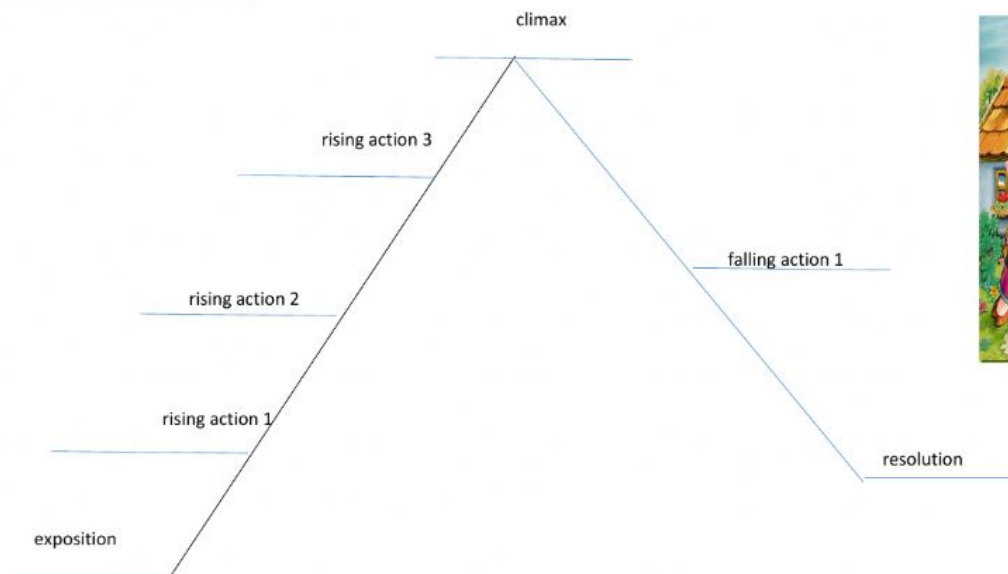 climax
rising action 3
falling action 1
rising action 2
rising action 1
resolution
exposition